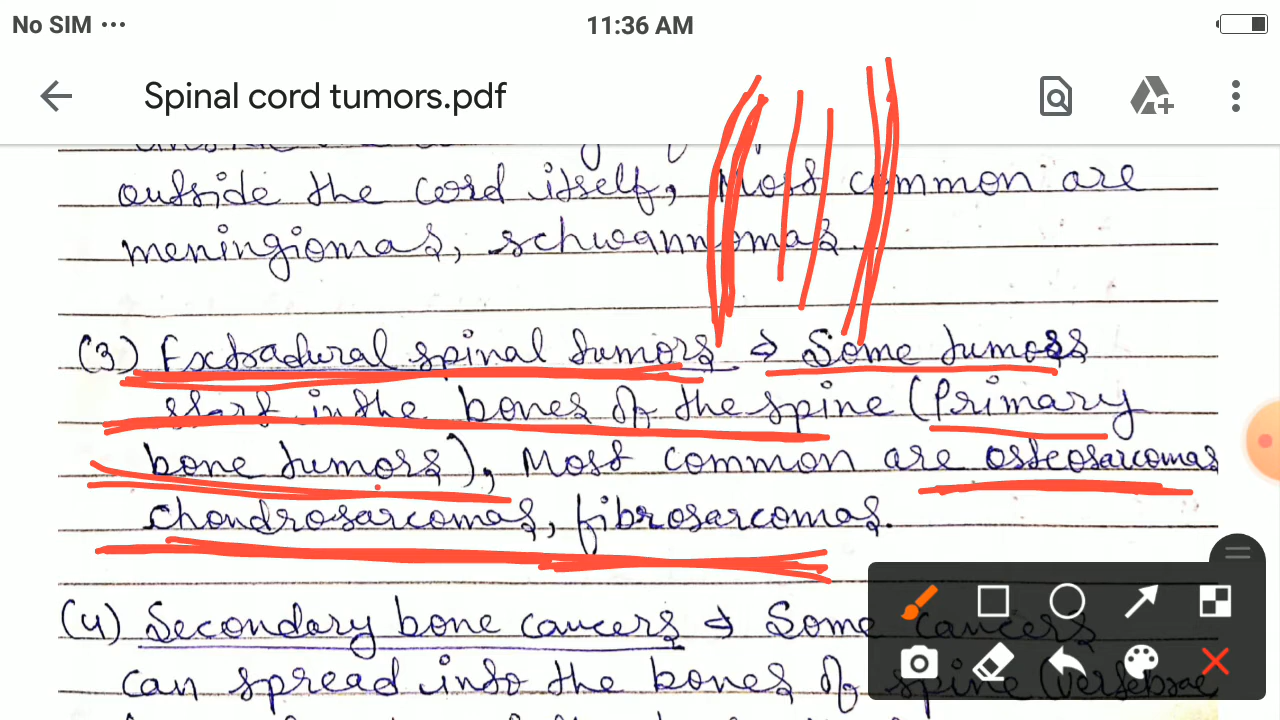 No SIM ...
11:36 AM
Spinal cord tumors.pdf
outside the cord itself, Most common are
meningiomas, schwannomas.
(3) Extradural spinal tumors → Some tumors
start in the bones of the spine (Primary
bone tumors), Most common are osteosarcomas
chondrosarcomas, fibrosarcomas.
(4) Secondary bone cancers → Some cancers
can spread into the bones of spine (vertebrae